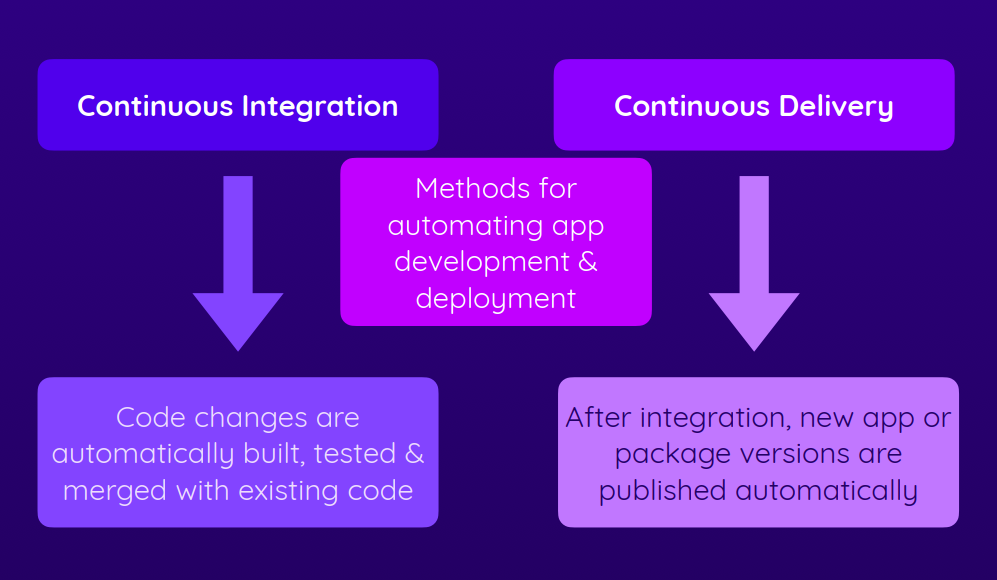 Continuous Integration
Continuous Delivery
Methods for
automating app
development &
deployment
Code changes are
automatically built, tested &
merged with existing code
After integration, new app or
package versions are
published automatically